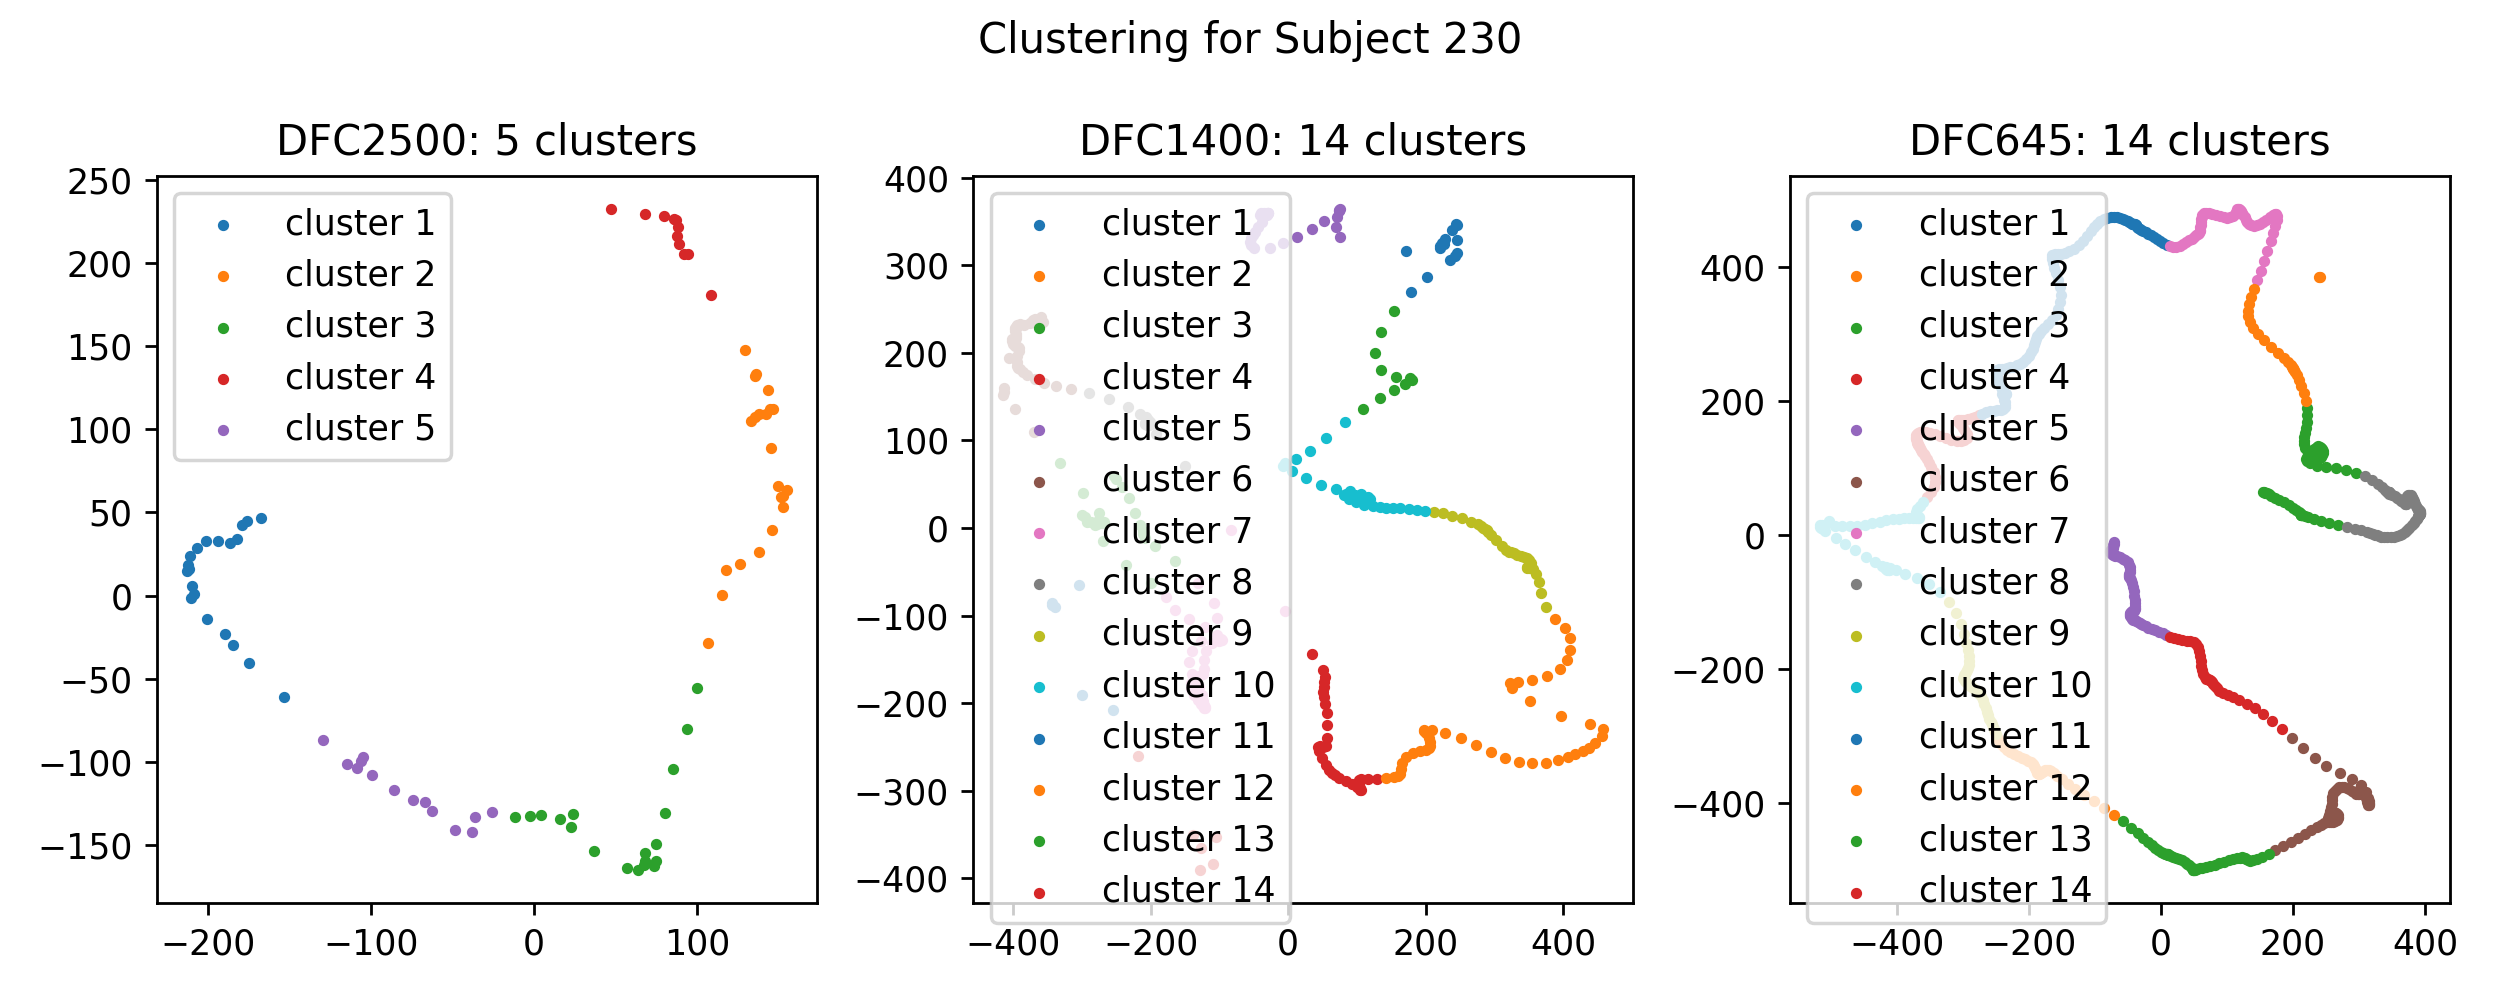 Clustering for Subject 230
DFC2500: 5 clusters
250
200
150
100
50
0
−50
−100
−150
−200
−100
0
100
cluster 1
cluster 2
cluster 3
cluster 4
cluster 5
DFC1400: 14 clusters
400
300
200
100
0
−100
−200
−300
−400
−400
−200
0
200
400
cluster 1
cluster 2
cluster 3
cluster 4
cluster 5
cluster 6
cluster 7
cluster 8
cluster 9
cluster 10
cluster 11
cluster 12
cluster 13
cluster 14
DFC645: 14 clusters
400
200
0
−200
−400
−400
−200
0
200
400
cluster 1
cluster 2
cluster 3
cluster 4
cluster 5
cluster 6
cluster 7
cluster 8
cluster 9
cluster 10
cluster 11
cluster 12
cluster 13
cluster 14